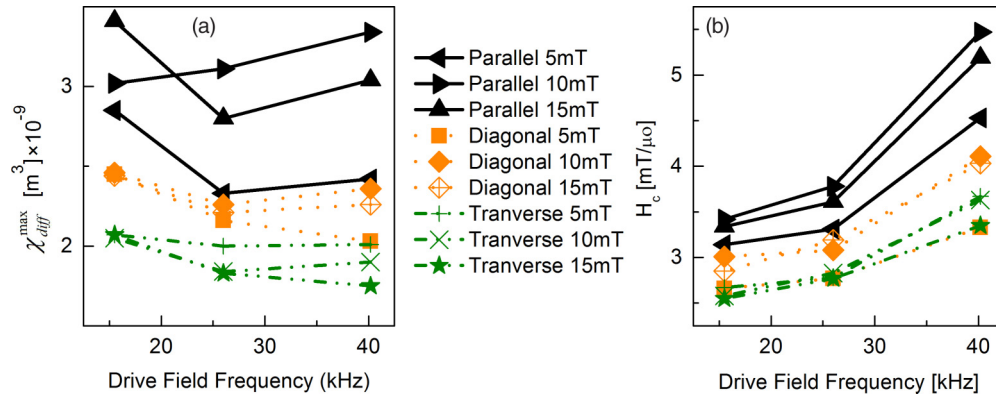 (a)
3
2
20
30
40
χ^max_diff [m³]×10⁻⁹
Drive Field Frequency (kHz)
Parallel 5mT
Parallel 10mT
Parallel 15mT
Diagonal 5mT
Diagonal 10mT
Diagonal 15mT
Tranverse 5mT
Tranverse 10mT
Tranverse 15mT
(b)
5
4
3
20
30
40
H_c [mT/μo]
Drive Field Frequency [kHz]